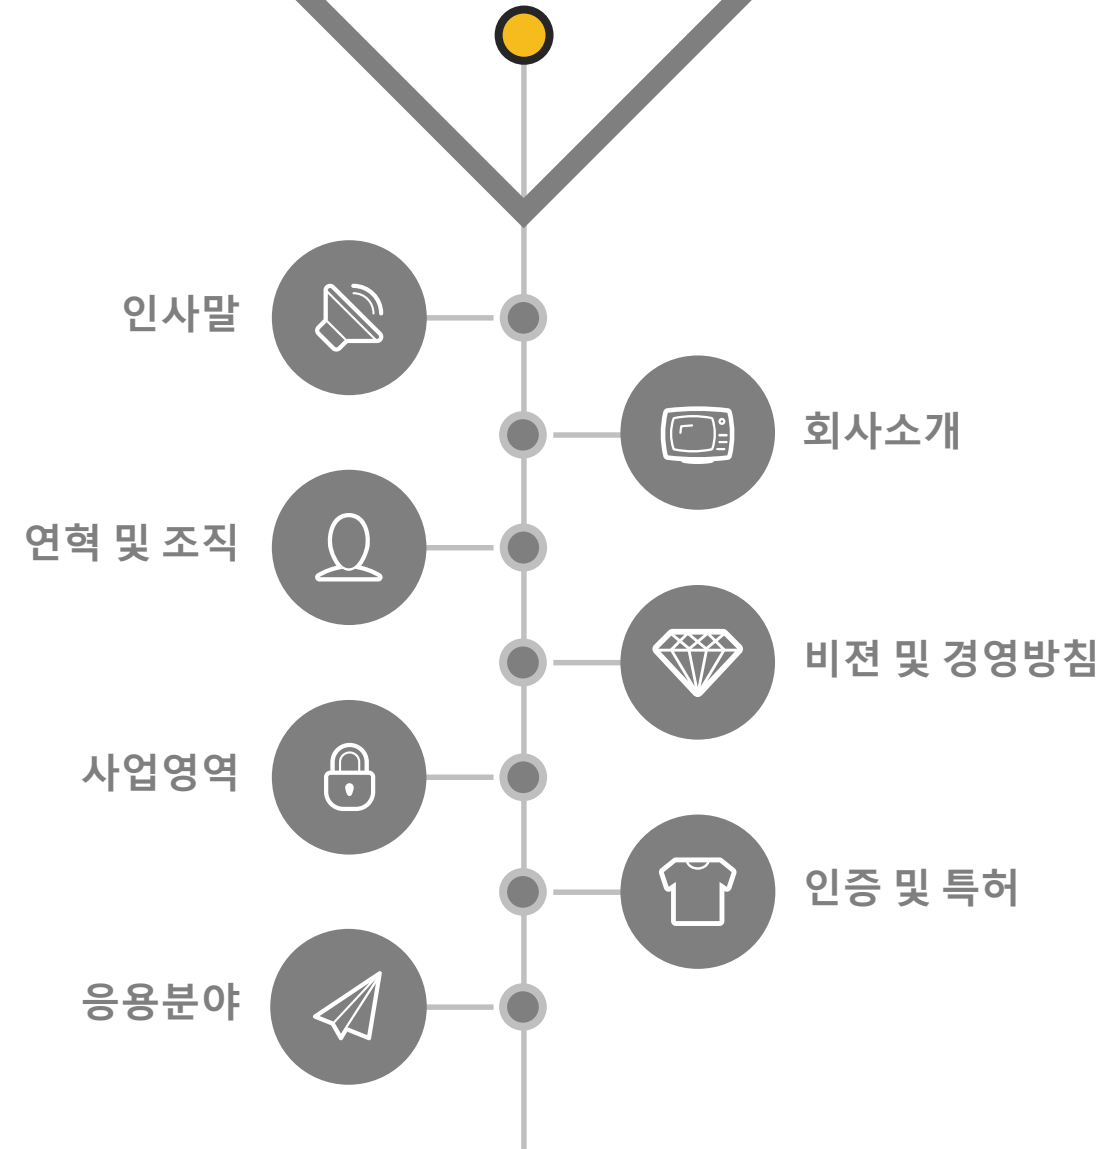 인사말
회사소개
연혁 및 조직
비젼 및 경영방침
사업영역
인증 및 특허
응용분야